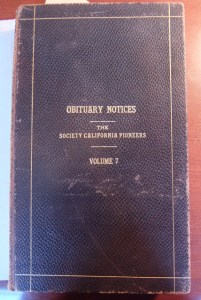 OBITUARY NOTICES
THE
SOCIETY CALIFORNIA PIONEERS
VOLUME 7